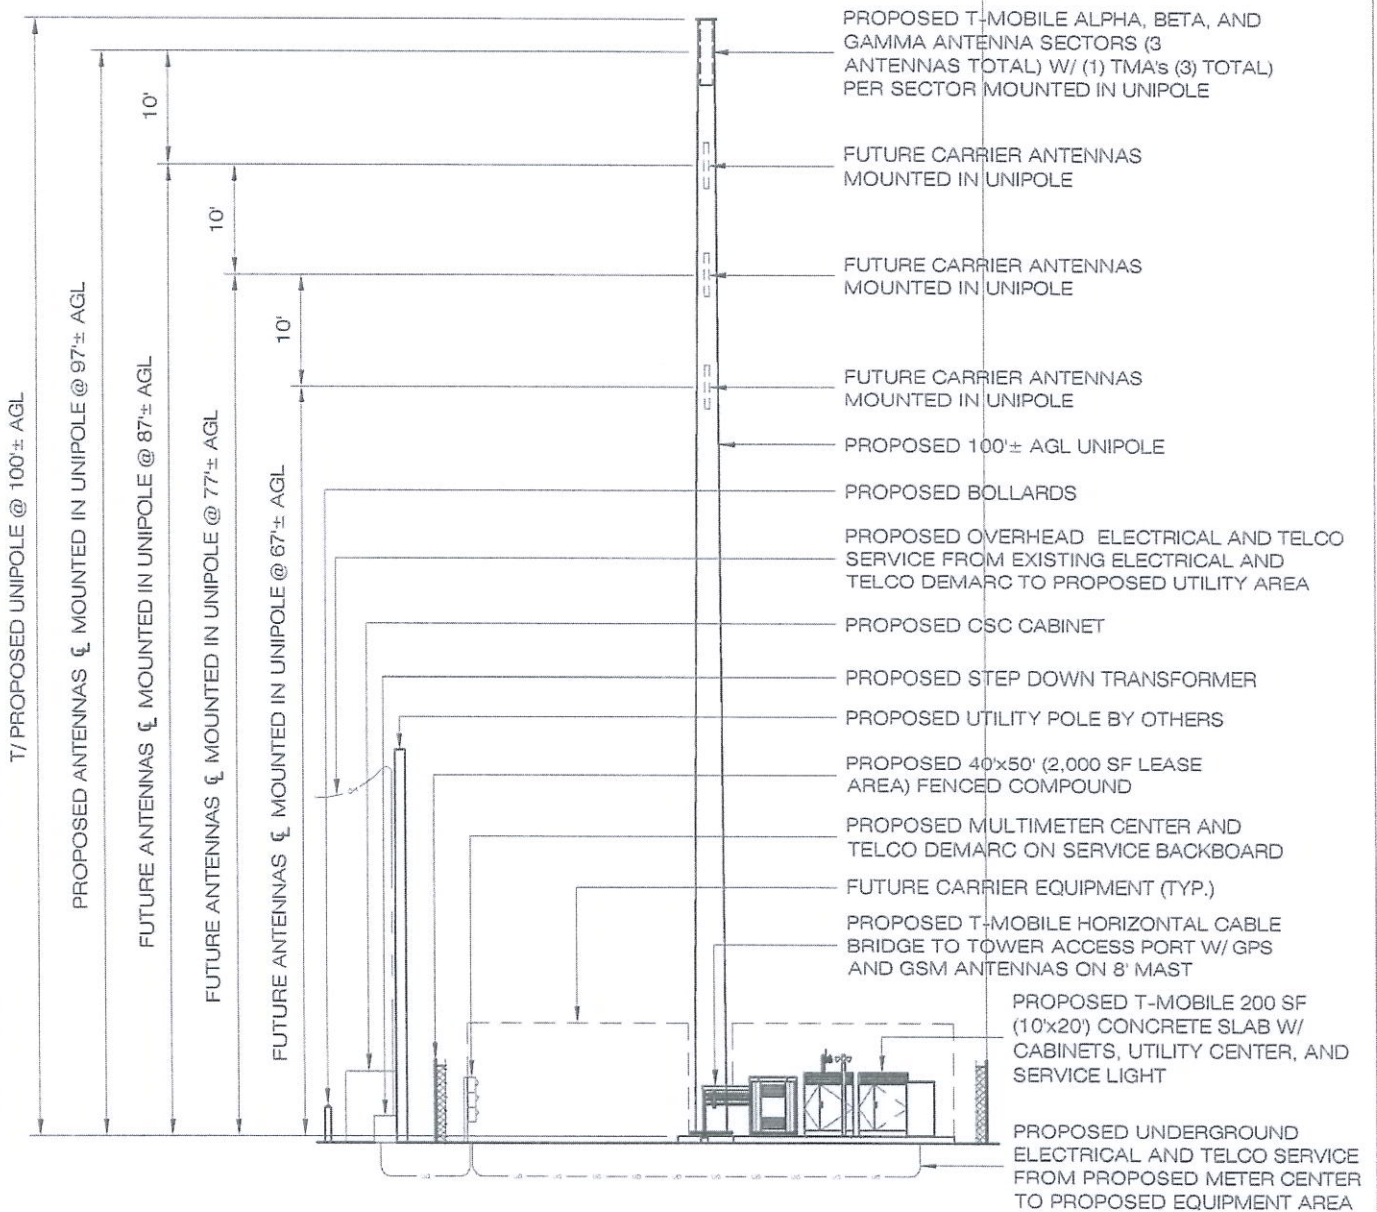 PROPOSED T-MOBILE ALPHA, BETA, AND
GAMMA ANTENNA SECTORS (3
ANTENNAS TOTAL) W/ (1) TMA's (3) TOTAL)
PER SECTOR MOUNTED IN UNIPOLE
FUTURE CARRIER ANTENNAS
MOUNTED IN UNIPOLE
FUTURE CARRIER ANTENNAS
MOUNTED IN UNIPOLE
FUTURE CARRIER ANTENNAS
MOUNTED IN UNIPOLE
PROPOSED 100'± AGL UNIPOLE
PROPOSED BOLLARDS
PROPOSED OVERHEAD ELECTRICAL AND TELCO
SERVICE FROM EXISTING ELECTRICAL AND
TELCO DEMARC TO PROPOSED UTILITY AREA
PROPOSED CSC CABINET
PROPOSED STEP DOWN TRANSFORMER
PROPOSED UTILITY POLE BY OTHERS
PROPOSED 40'x50' (2,000 SF LEASE
AREA) FENCED COMPOUND
PROPOSED MULTIMETER CENTER AND
TELCO DEMARC ON SERVICE BACKBOARD
FUTURE CARRIER EQUIPMENT (TYP.)
PROPOSED T-MOBILE HORIZONTAL CABLE
BRIDGE TO TOWER ACCESS PORT W/ GPS
AND GSM ANTENNAS ON 8' MAST
PROPOSED T-MOBILE 200 SF
(10'x20') CONCRETE SLAB W/
CABINETS, UTILITY CENTER, AND
SERVICE LIGHT
PROPOSED UNDERGROUND
ELECTRICAL AND TELCO SERVICE
FROM PROPOSED METER CENTER
TO PROPOSED EQUIPMENT AREA
T/ PROPOSED UNIPOLE @ 100'± AGL
PROPOSED ANTENNAS ℄ MOUNTED IN UNIPOLE @ 97'± AGL
10'
FUTURE ANTENNAS ℄ MOUNTED IN UNIPOLE @ 87'± AGL
10'
FUTURE ANTENNAS ℄ MOUNTED IN UNIPOLE @ 77'± AGL
10'
FUTURE ANTENNAS ℄ MOUNTED IN UNIPOLE @ 67'± AGL